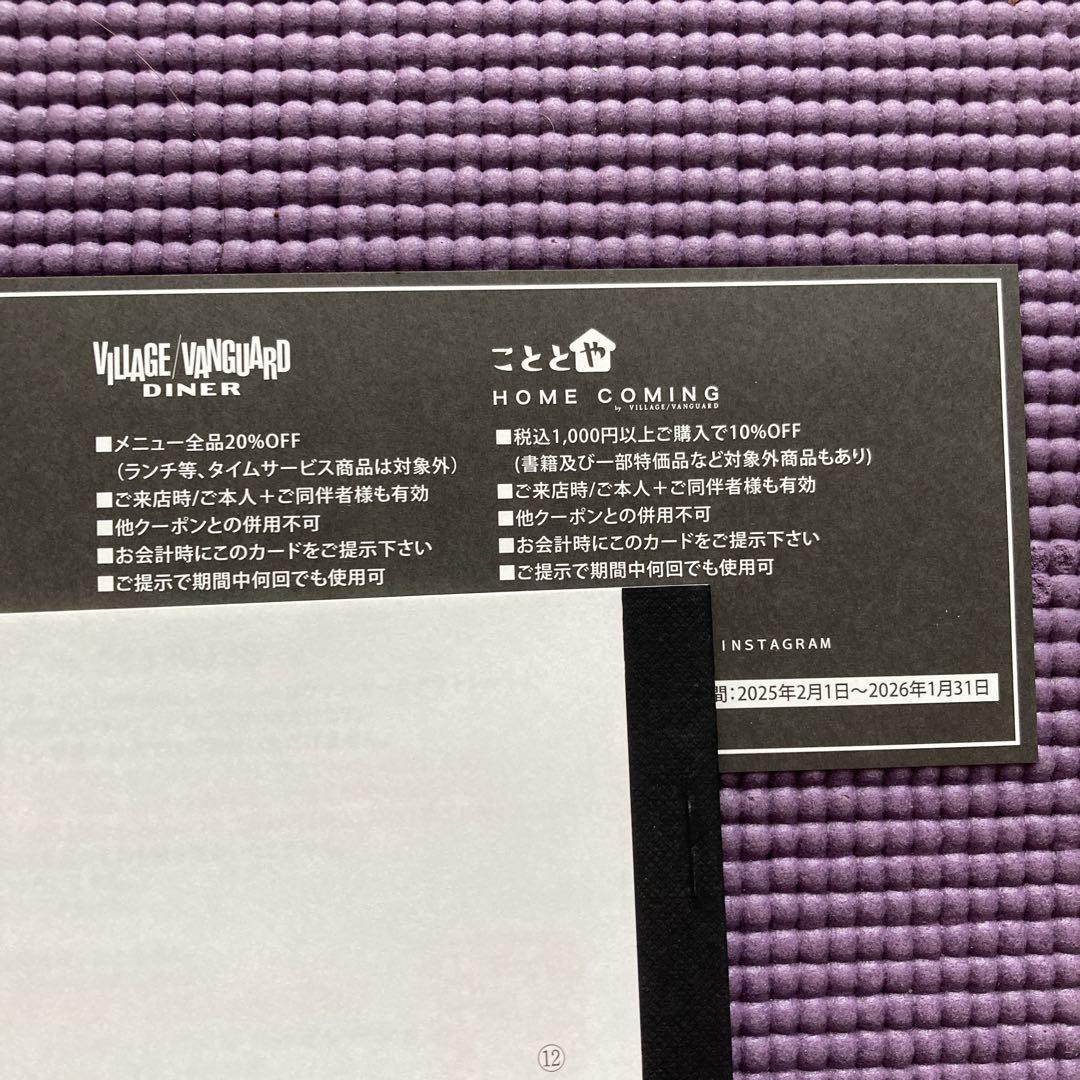 VILLAGE/VANGUARD
DINER
■メニュー全品20%OFF
（ランチ等、タイムサービス商品は対象外）
■ご来店時/ご本人＋ご同伴者様も有効
■他クーポンとの併用不可
■お会計時にこのカードをご提示下さい
■ご提示で期間中何回でも使用可
こととや
HOME COMING
by VILLAGE/VANGUARD
■税込1,000円以上ご購入で10%OFF
(書籍及び一部特価品など対象外商品もあり)
■ご来店時/ご本人＋ご同伴者様も有効
■他クーポンとの併用不可
■お会計時にこのカードをご提示下さい
■ご提示で期間中何回でも使用可
INSTAGRAM
間：2025年2月1日～2026年1月31日
⑫